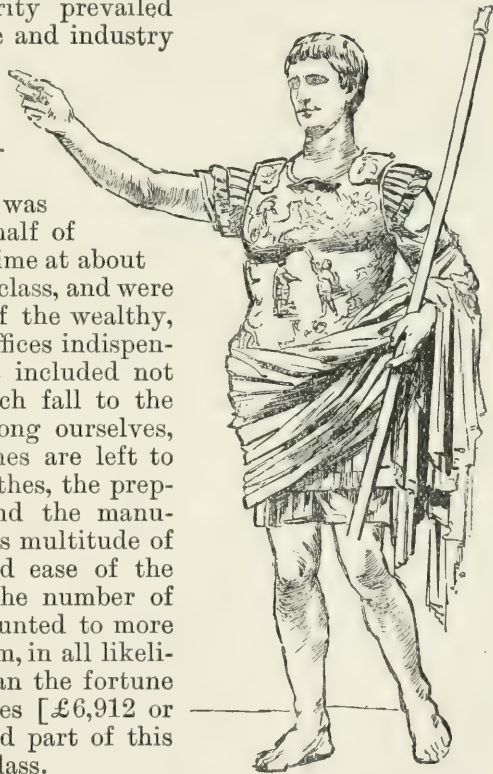 rity prevailed
e and industry
-
was
half of
ime at about
class, and were
f the wealthy,
ffices indispen-
included not
ch fall to the
ong ourselves,
nes are left to
thes, the prep-
nd the manu-
s multitude of
d ease of the
he number of
unted to more
m, in all likeli-
an the fortune
es [£6,912 or
d part of this
lass.